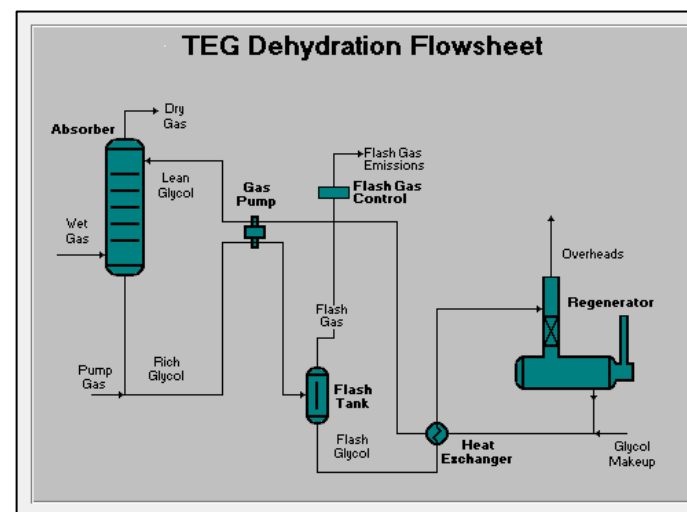 TEG Dehydration Flowsheet
Dry
Gas
Absorber
Lean
Glycol
Wet
Gas
Gas
Pump
Flash Gas
Emissions
Flash Gas
Control
Overheads
Regenerator
Flash
Gas
Pump
Gas
Rich
Glycol
Flash
Tank
Flash
Glycol
Heat
Exchanger
Glycol
Makeup